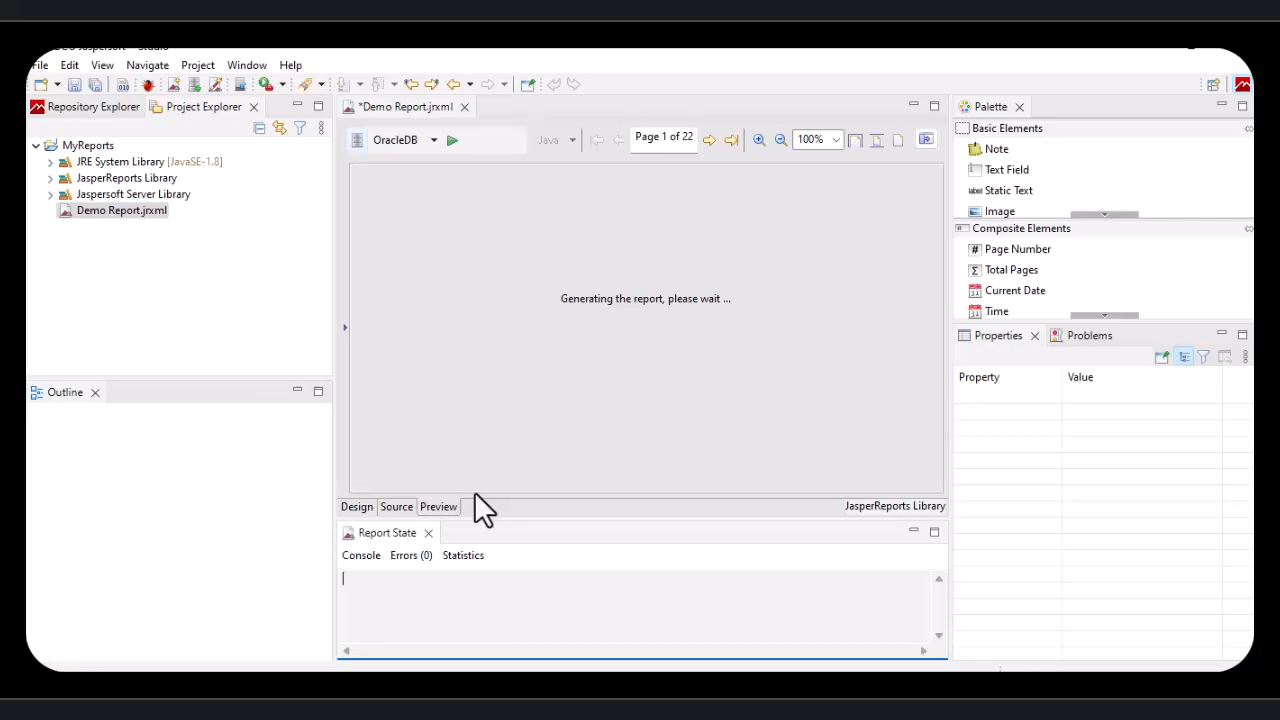 File Edit View Navigate Project Window Help
Repository Explorer Project Explorer
MyReports
JRE System Library [JavaSE-1.8]
JasperReports Library
Jaspersoft Server Library
Demo Report.jrxml
Outline
*Demo Report.jrxml
OracleDB Java Page 1 of 22 100%
Generating the report, please wait ...
Design Source Preview JasperReports Library
Report State
Console Errors (0) Statistics
Palette
Basic Elements
Note
Text Field
label Static Text
Image
Composite Elements
# Page Number
Σ Total Pages
Current Date
Time
Properties Problems
Property Value